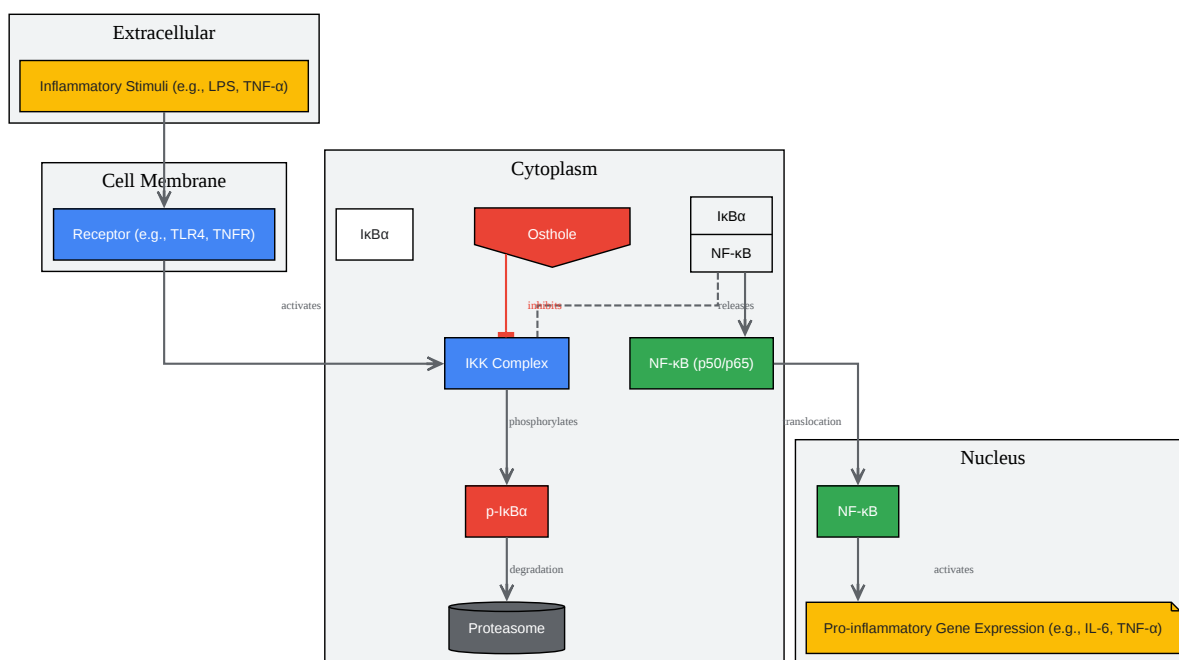 Extracellular
Inflammatory Stimuli (e.g., LPS, TNF-α)
Cell Membrane
Receptor (e.g., TLR4, TNFR)
activates
Cytoplasm
IκBα
Osthole
IκBα
NF-κB
inhibits
releases
IKK Complex
NF-κB (p50/p65)
phosphorylates
translocation
p-IκBα
degradation
Proteasome
Nucleus
NF-κB
activates
Pro-inflammatory Gene Expression (e.g., IL-6, TNF-α)